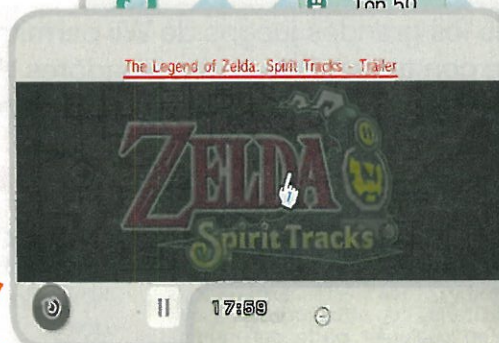 Top 50
The Legend of Zelda: Spirit Tracks - Trailer
ZELDA
Spirit Tracks
17:59